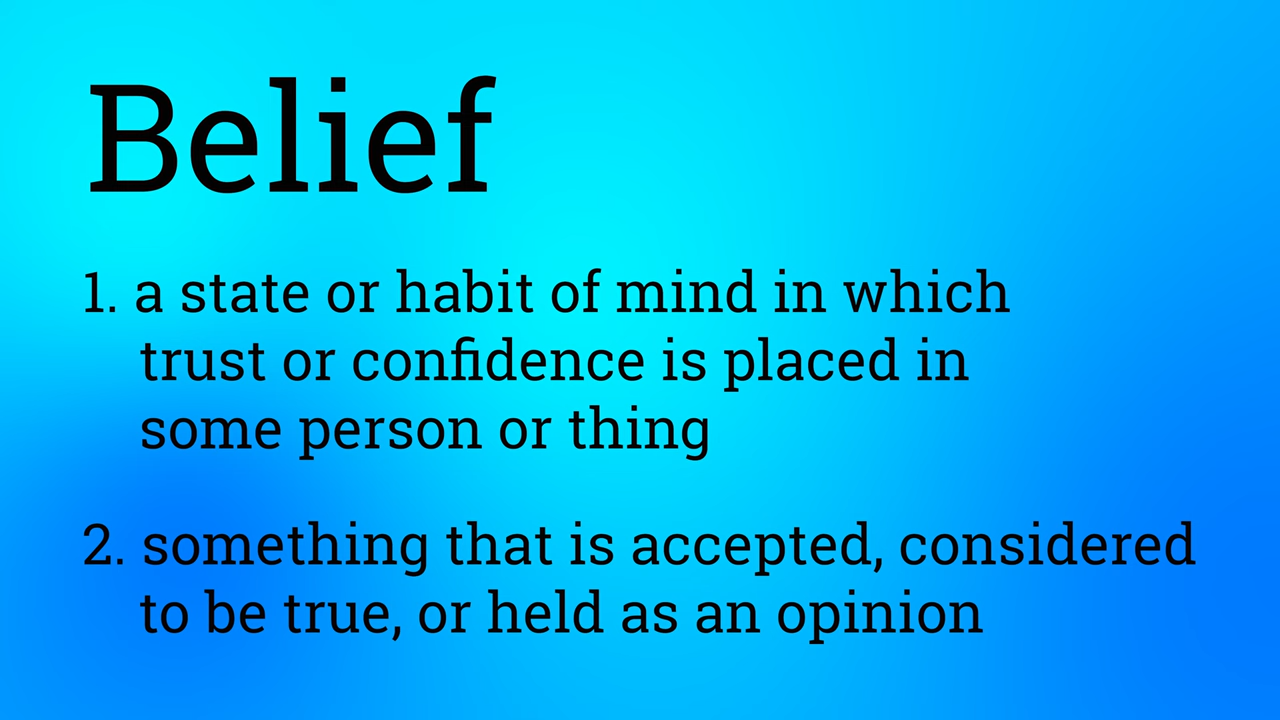 Belief
1. a state or habit of mind in which
trust or confidence is placed in
some person or thing
2. something that is accepted, considered
to be true, or held as an opinion